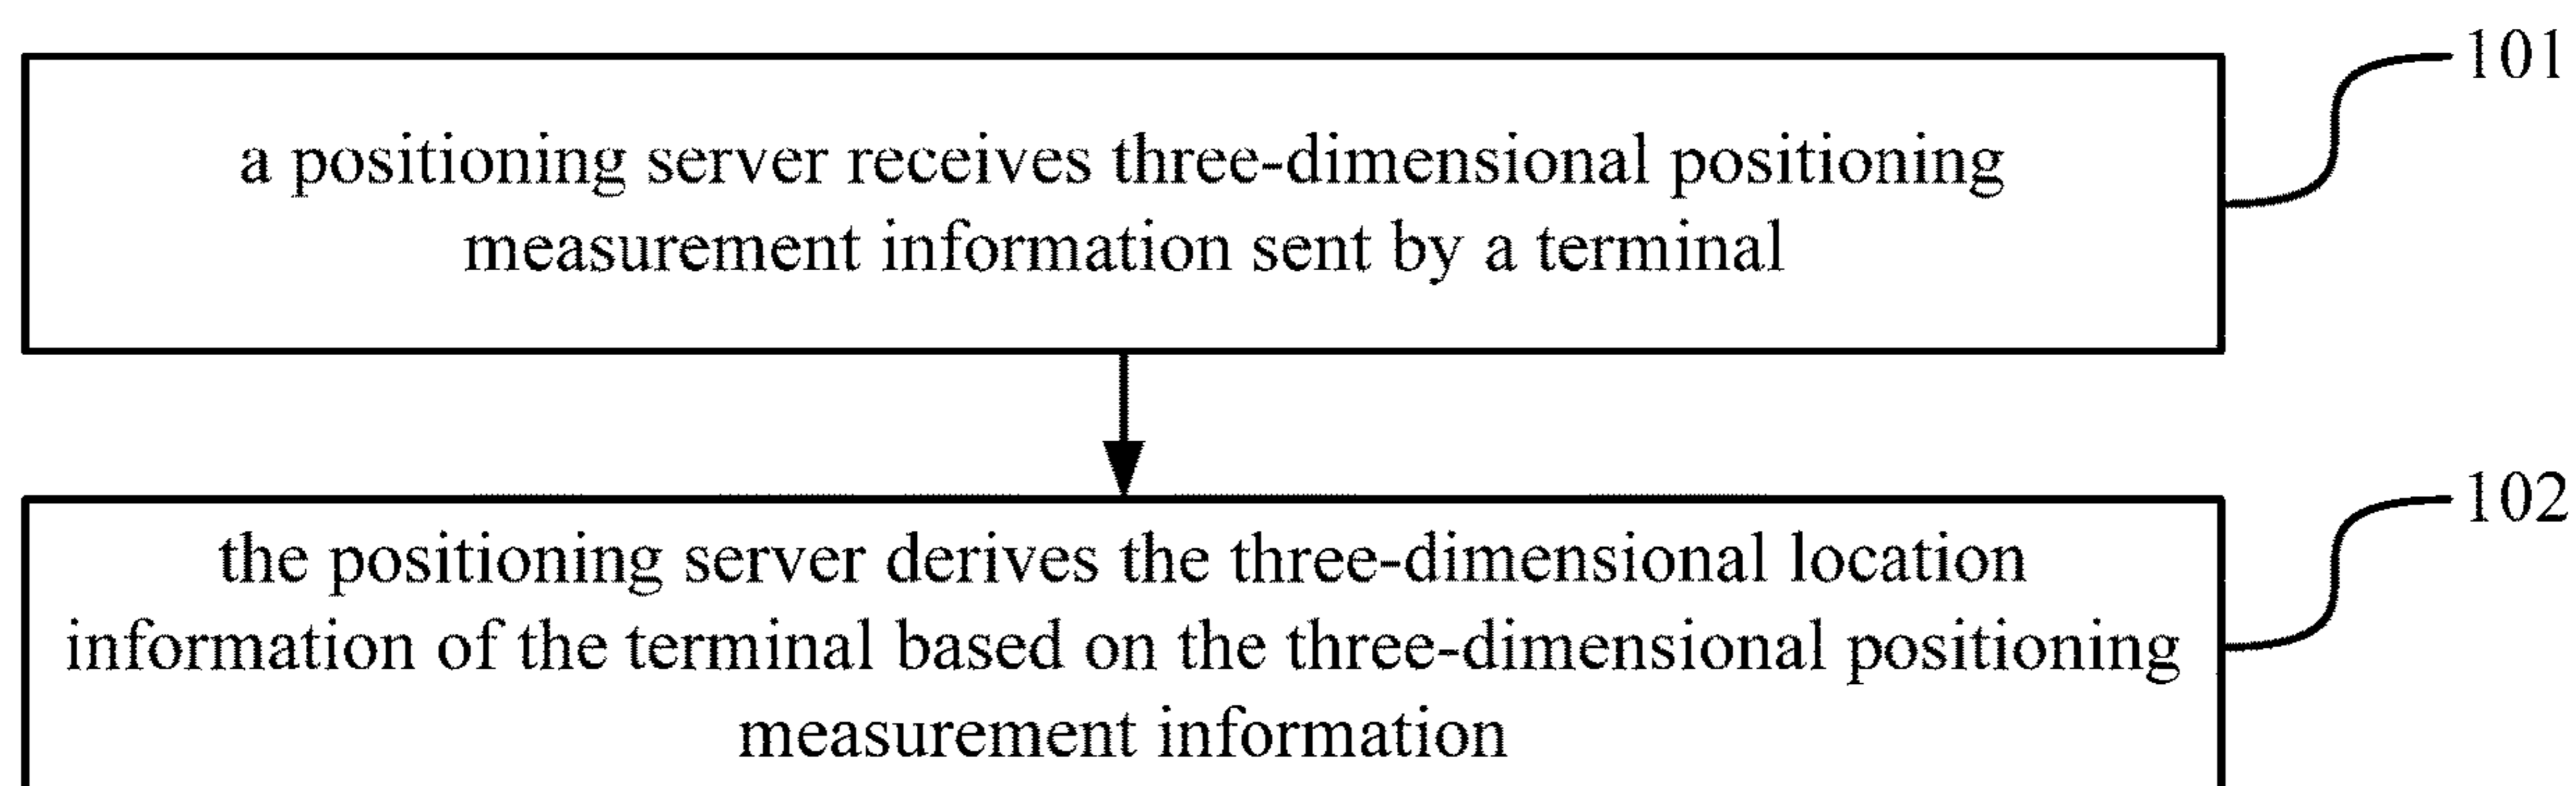 101
a positioning server receives three-dimensional positioning
measurement information sent by a terminal
102
the positioning server derives the three-dimensional location
information of the terminal based on the three-dimensional positioning
measurement information